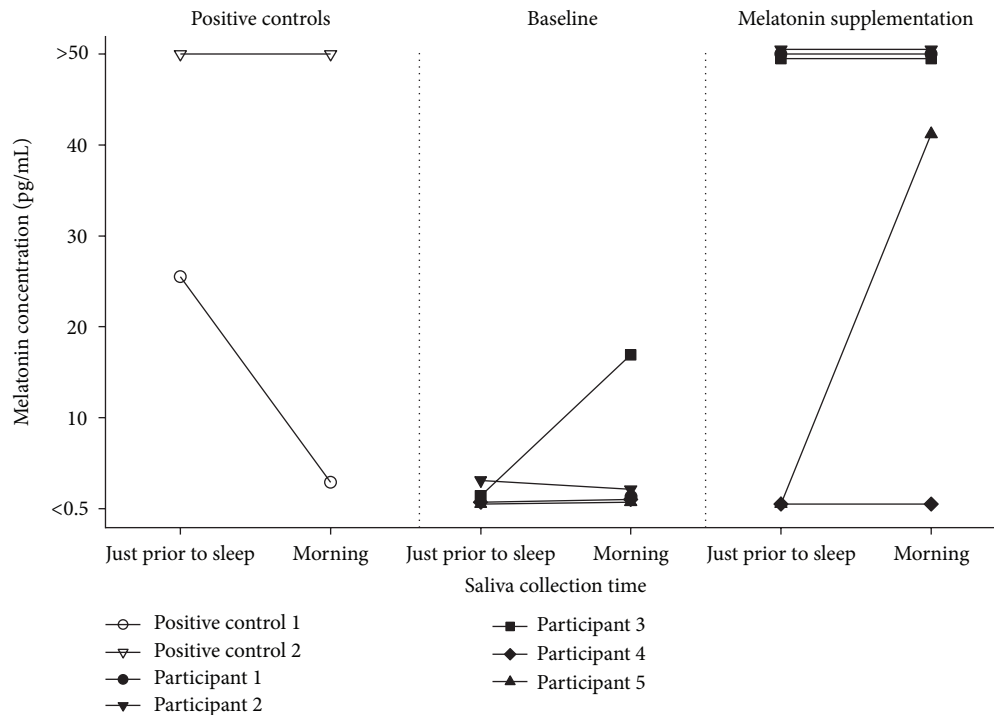 Positive controls Baseline Melatonin supplementation
>50
40
30
20
10
<0.5
Melatonin concentration (pg/mL)
Just prior to sleep Morning Just prior to sleep Morning Just prior to sleep Morning
Saliva collection time
Positive control 1
Positive control 2
Participant 1
Participant 2
Participant 3
Participant 4
Participant 5